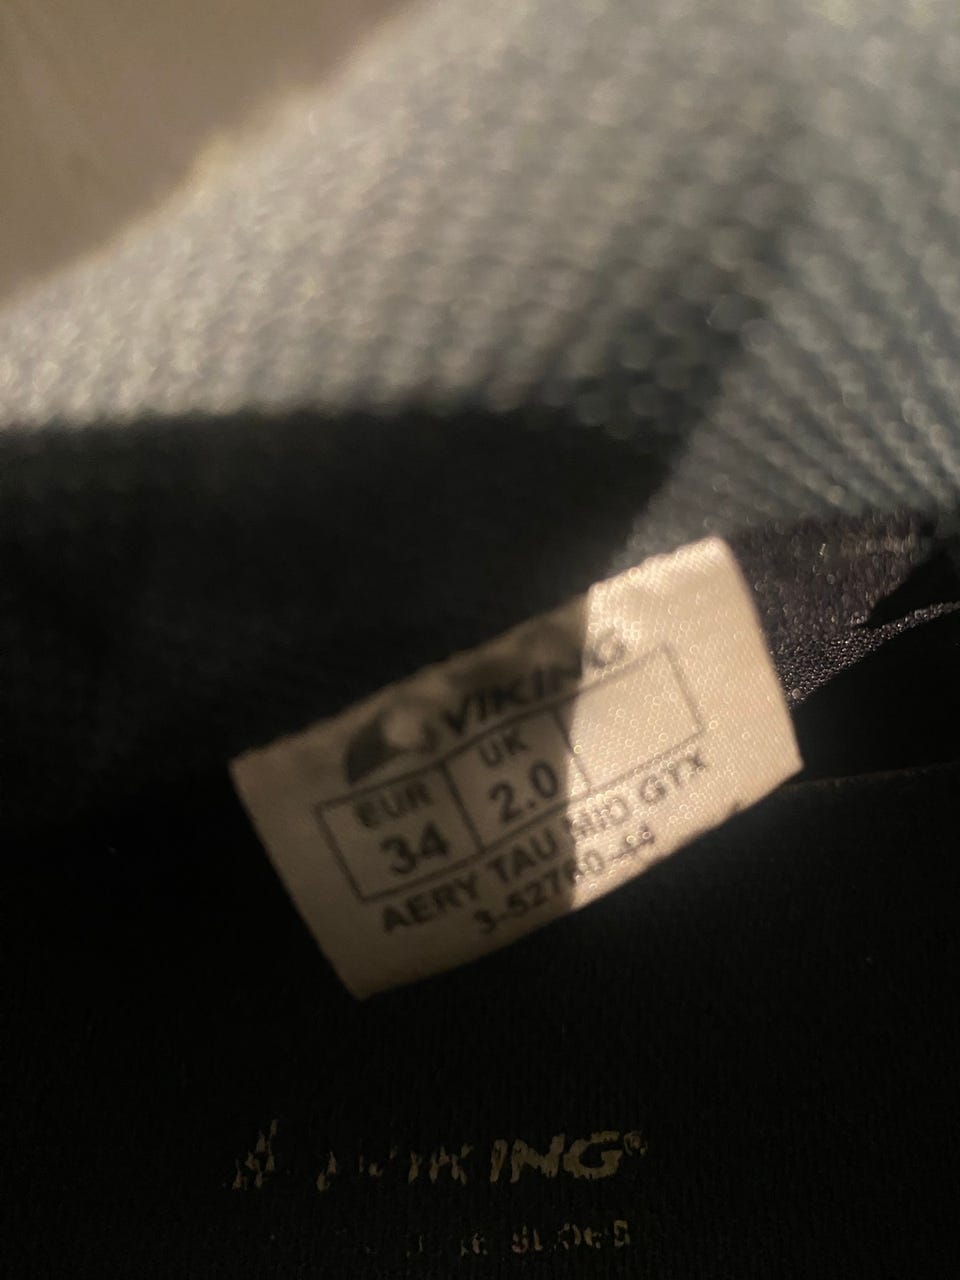 VIKING
EUR UK
34 2.0
AERY TAU MID GTX
VIKING®